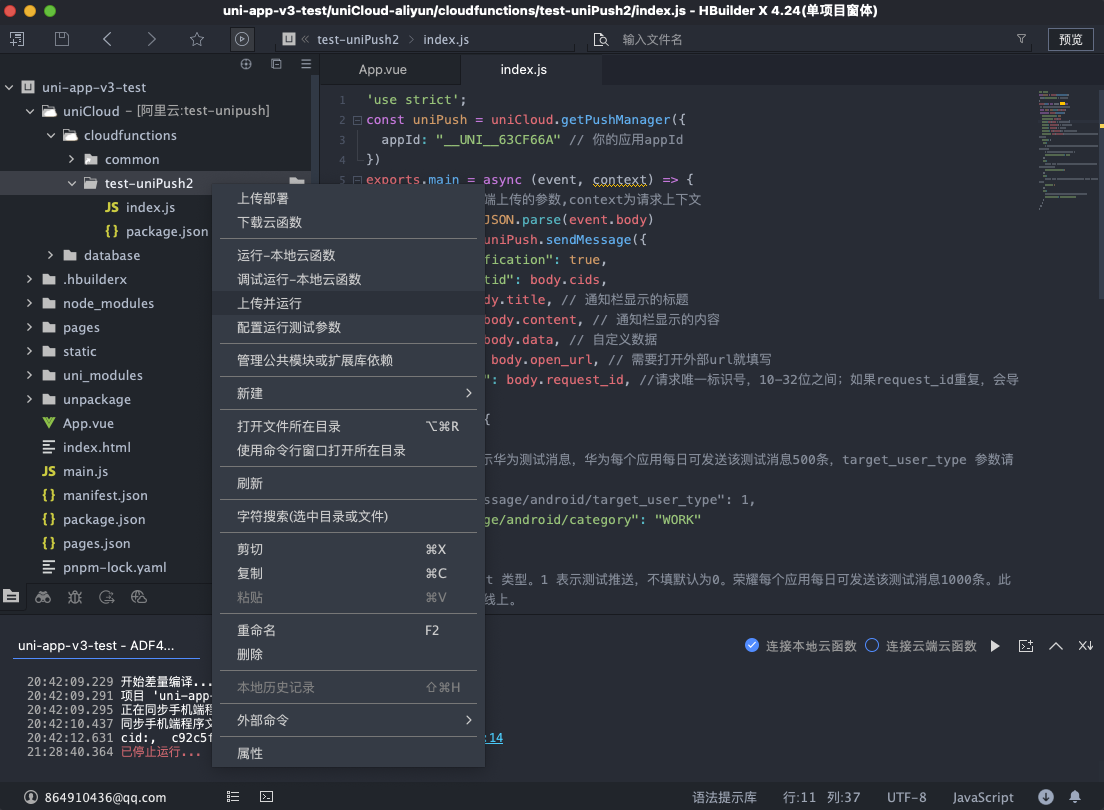 uni-app-v3-test/uniCloud-aliyun/cloudfunctions/test-uniPush2/index.js - HBuilder X 4.24(单项目窗体)
U « test-uniPush2 > index.js
输入文件名
预览
App.vue
index.js
uni-app-v3-test
uniCloud - [阿里云:test-unipush]
cloudfunctions
common
test-uniPush2
JS index.js
{} package.json
database
.hbuilderx
node_modules
pages
static
uni_modules
unpackage
App.vue
index.html
JS main.js
{} manifest.json
{} package.json
{} pages.json
pnpm-lock.yaml
1 'use strict';
2 const uniPush = uniCloud.getPushManager({
3 appId: "__UNI__63CF66A" // 你的应用appId
4 })
5 exports.main = async (event, context) => {
端上传的参数,context为请求上下文
JSON.parse(event.body)
uniPush.sendMessage({
fication": true,
tid": body.cids,
dy.title, // 通知栏显示的标题
body.content, // 通知栏显示的内容
body.data, // 自定义数据
body.open_url, // 需要打开外部url就填写
": body.request_id, //请求唯一标识号，10-32位之间；如果request_id重复，会导
{
示华为测试消息，华为每个应用每日可发送该测试消息500条，target_user_type 参数请
ssage/android/target_user_type": 1,
ge/android/category": "WORK"
t 类型。1 表示测试推送，不填默认为0。荣耀每个应用每日可发送该测试消息1000条。此
线上。
上传部署
下载云函数
运行-本地云函数
调试运行-本地云函数
上传并运行
配置运行测试参数
管理公共模块或扩展库依赖
新建
打开文件所在目录 ⌥⌘R
使用命令行窗口打开所在目录
刷新
字符搜索(选中目录或文件)
剪切 ⌘X
复制 ⌘C
粘贴 ⌘V
重命名 F2
删除
本地历史记录 ⇧⌘H
外部命令
属性
uni-app-v3-test - ADF4...
连接本地云函数 连接云端云函数
20:42:09.229 开始差量编译...
20:42:09.291 项目 'uni-app-
20:42:09.295 正在同步手机端程
20:42:10.437 同步手机端程序文
20:42:12.631 cid:, c92c5f
:14
21:28:40.364 已停止运行...
864910436@qq.com
语法提示库 行:11 列:37 UTF-8 JavaScript